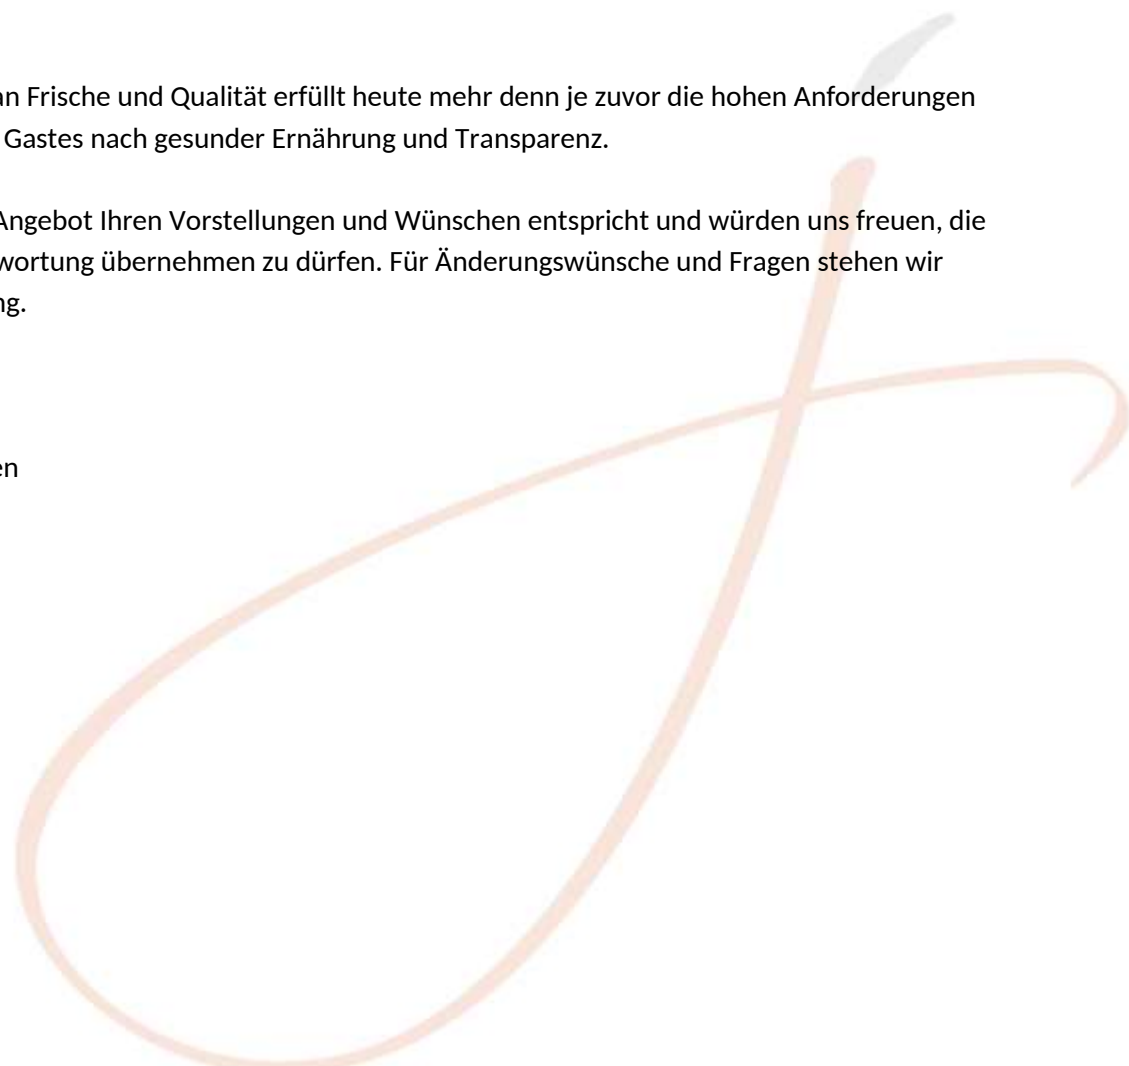 an Frische und Qualität erfüllt heute mehr denn je zuvor die hohen Anforderungen
Gastes nach gesunder Ernährung und Transparenz.
Angebot Ihren Vorstellungen und Wünschen entspricht und würden uns freuen, die
wortung übernehmen zu dürfen. Für Änderungswünsche und Fragen stehen wir
ng.
en